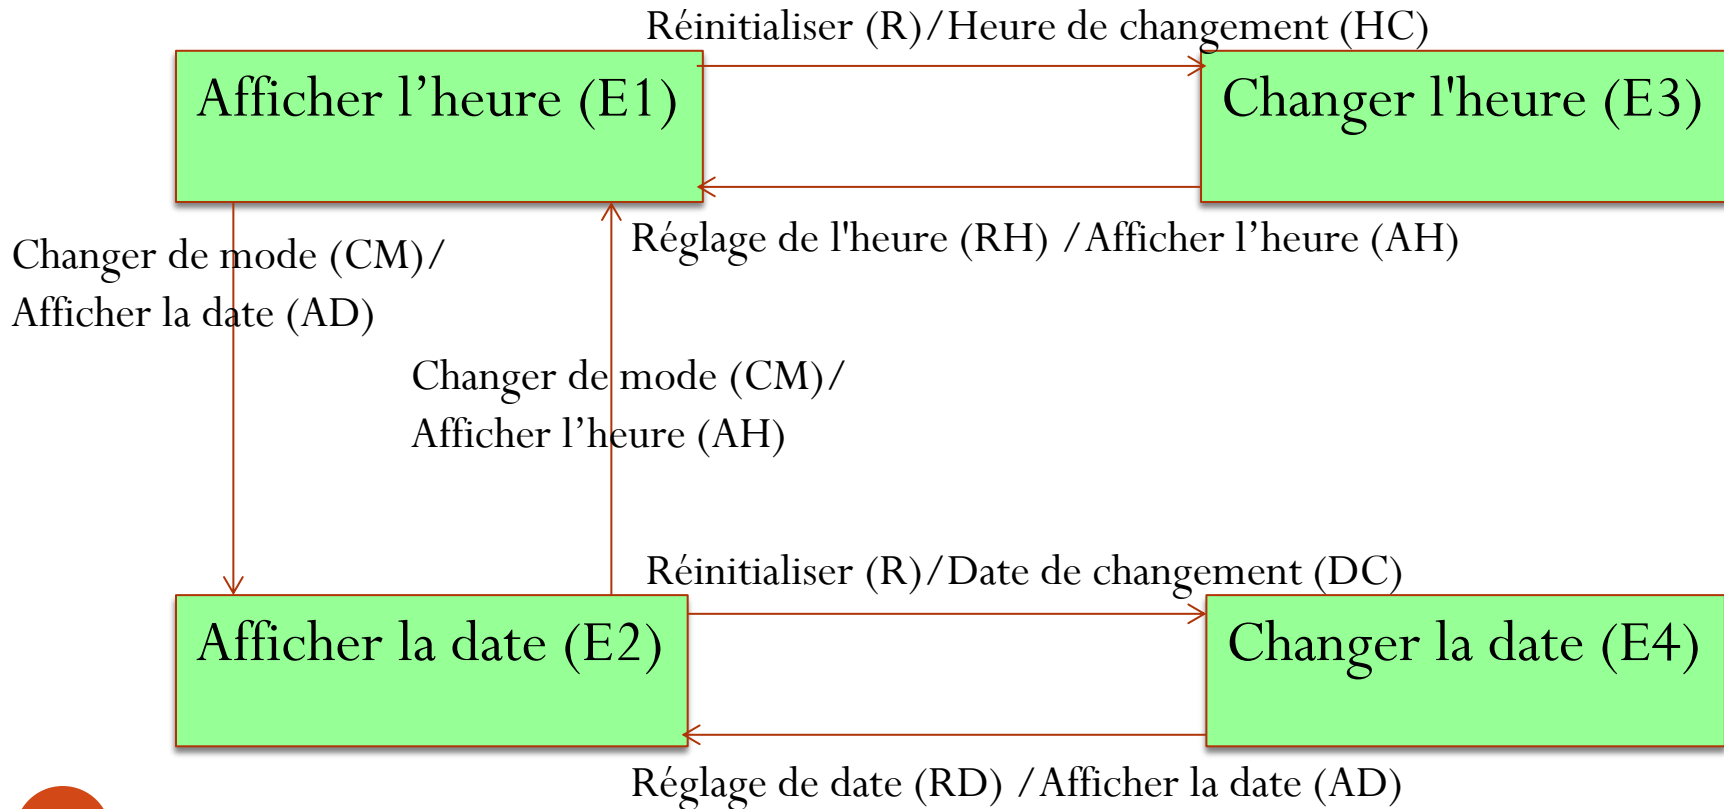 Réinitialiser (R)/Heure de changement (HC)
Afficher l’heure (E1)
Changer l'heure (E3)
Réglage de l'heure (RH) /Afficher l’heure (AH)
Changer de mode (CM)/
Afficher la date (AD)
Changer de mode (CM)/
Afficher l’heure (AH)
Réinitialiser (R)/Date de changement (DC)
Afficher la date (E2)
Changer la date (E4)
Réglage de date (RD) /Afficher la date (AD)